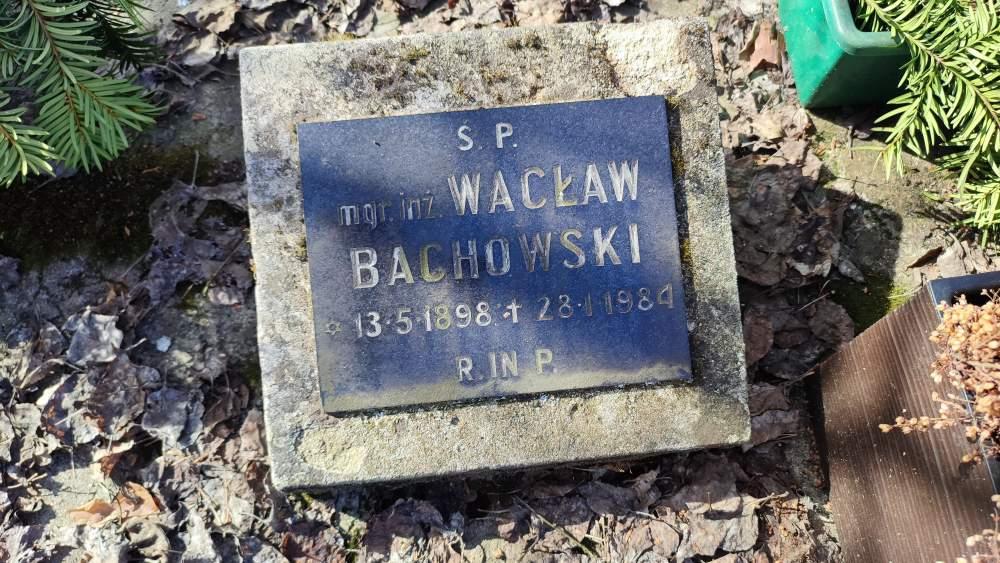 Ś. P.
mgr. inż. WACŁAW
BACHOWSKI
* 13·5·1898 · † 28·1·1984
R. IN P.